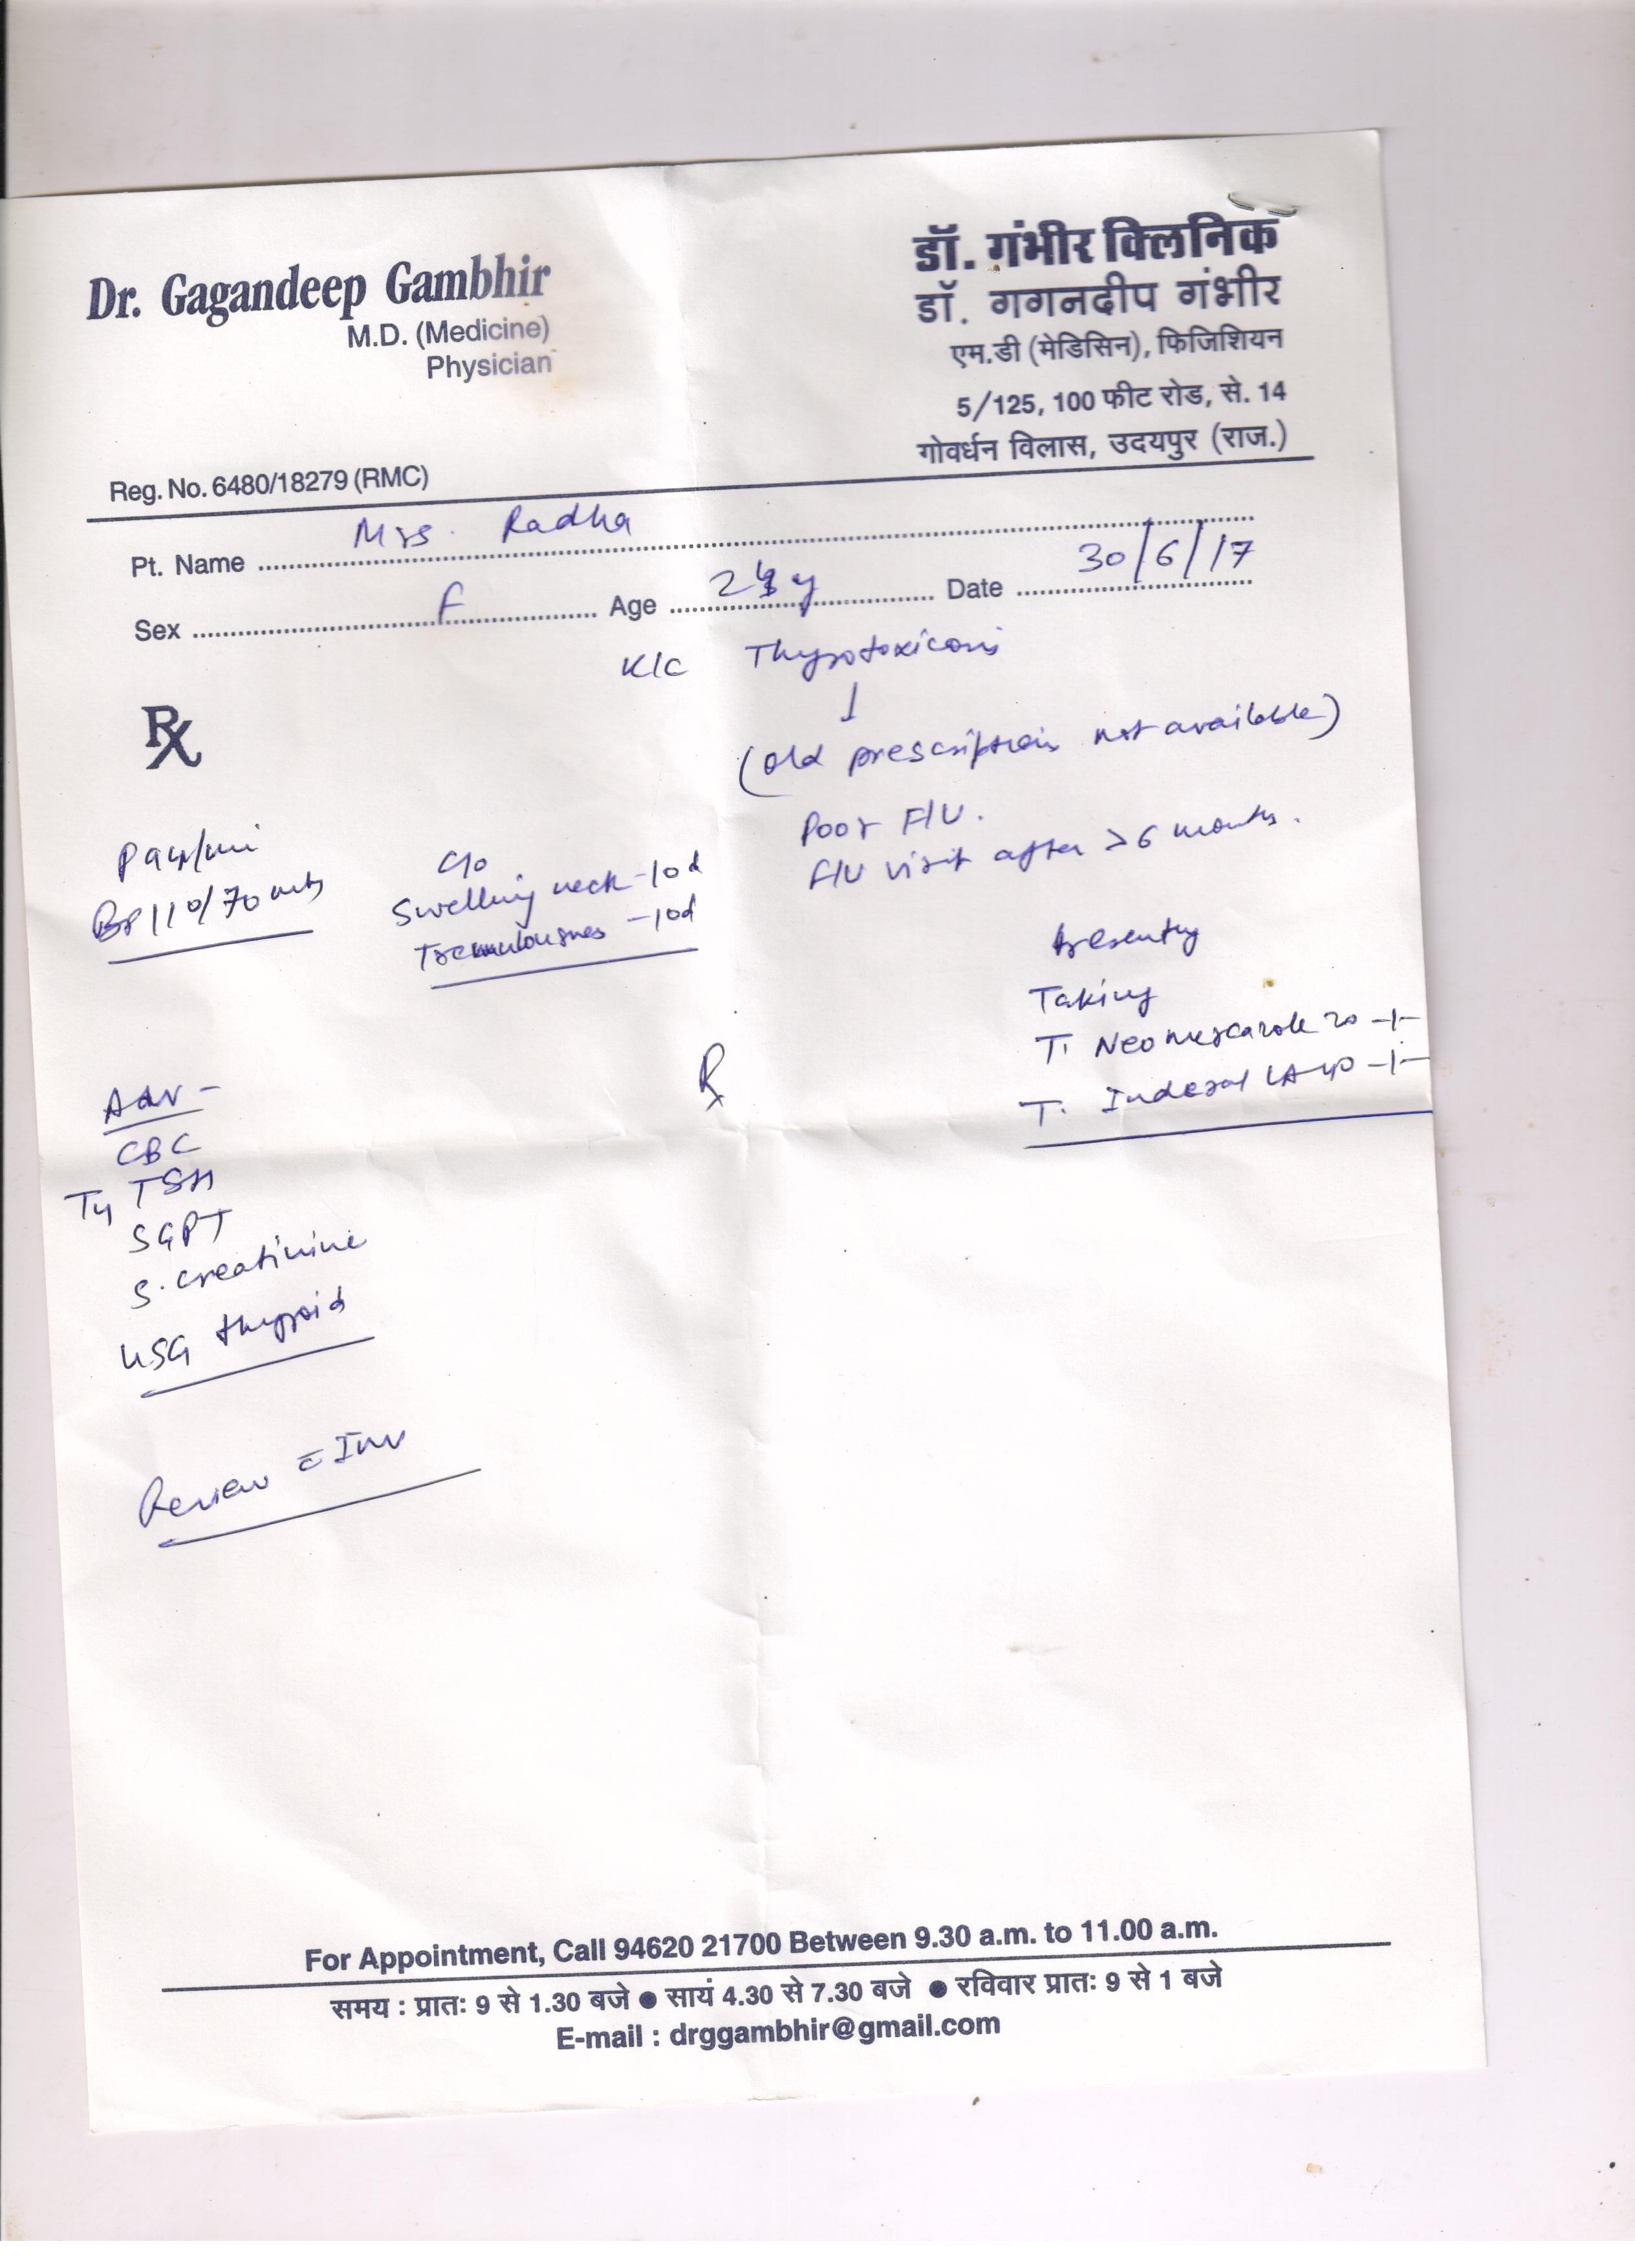 Dr. Gagandeep Gambhir
M.D. (Medicine)
Physician
डॉ. गंभीर क्लिनिक
डॉ. गगनदीप गंभीर
एम.डी (मेडिसिन), फिजिशियन
5/125, 100 फीट रोड, से. 14
गोवर्धन विलास, उदयपुर (राज.)
Reg. No. 6480/18279 (RMC)
Pt. Name Mrs. Radha
Sex F Age Date 30/6/17
K/C Thyrotoxicosis
Rx
(Old prescription not available)
Poor F/U.
F/U visit after >6 months.
P 94/min
BP 110/70
C/o
Swelling neck -10d
Tremulousness -10d
Presently
Taking
T. Neomercazole 20 -1-
T. Inderal LA 40 -1-
Rx
Adv -
CBC
T4 TSH
SGPT
S. creatinine
USG thyroid
Review c̄ Inv
For Appointment, Call 94620 21700 Between 9.30 a.m. to 11.00 a.m.
समय : प्रातः 9 से 1.30 बजे ● सायं 4.30 से 7.30 बजे ● रविवार प्रातः 9 से 1 बजे
E-mail : drggambhir@gmail.com